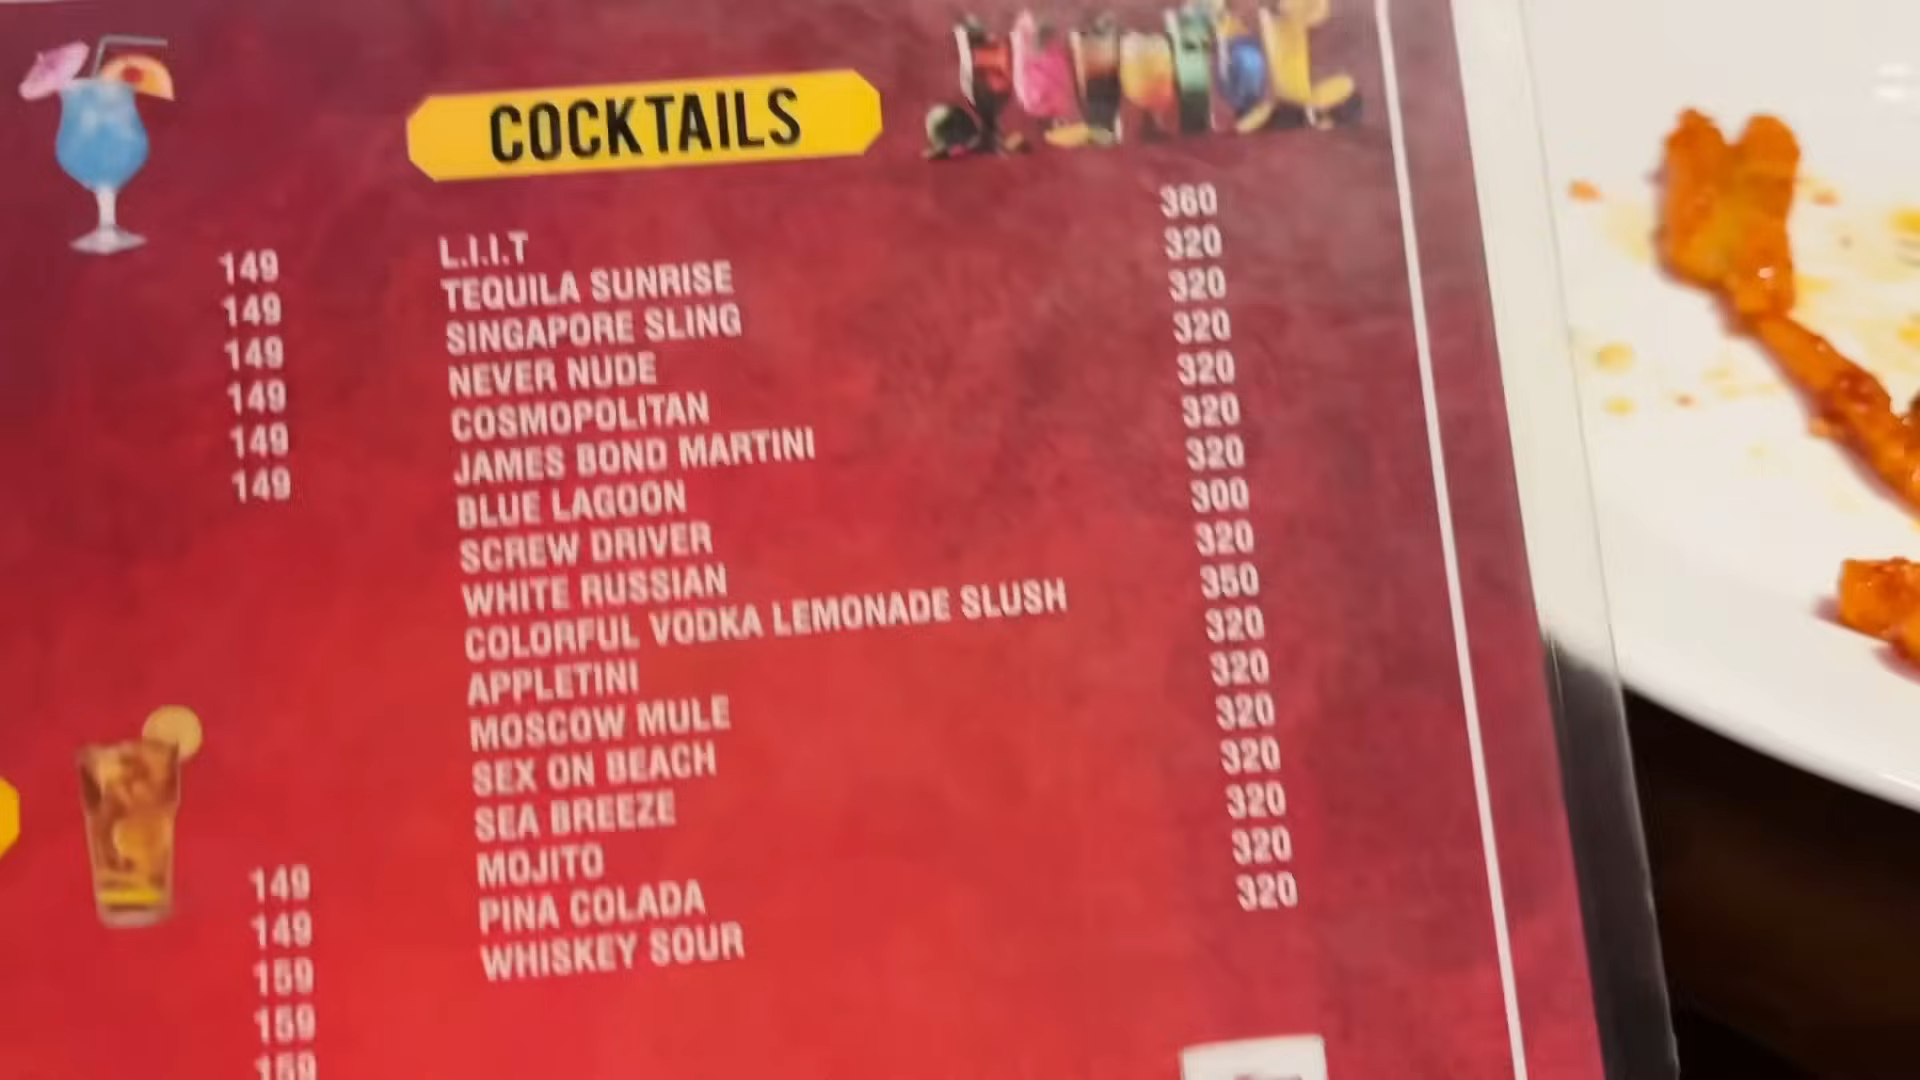 COCKTAILS
149
149
149
149
149
149
L.I.I.T 360
TEQUILA SUNRISE 320
SINGAPORE SLING 320
NEVER NUDE 320
COSMOPOLITAN 320
JAMES BOND MARTINI 320
BLUE LAGOON 320
SCREW DRIVER 300
WHITE RUSSIAN 320
COLORFUL VODKA LEMONADE SLUSH 350
APPLETINI 320
MOSCOW MULE 320
SEX ON BEACH 320
SEA BREEZE 320
MOJITO 320
PINA COLADA 320
WHISKEY SOUR 320
149
149
159
159
159